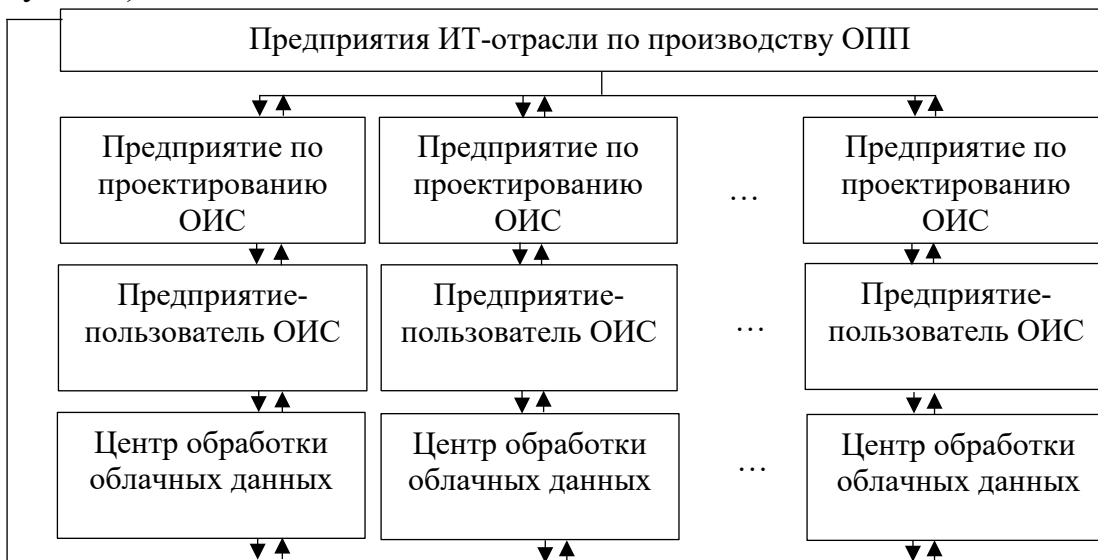 Предприятия ИТ-отрасли по производству ОПП
Предприятие по
проектированию
ОИС
Предприятие по
проектированию
ОИС
…
Предприятие по
проектированию
ОИС
Предприятие-
пользователь ОИС
Предприятие-
пользователь ОИС
…
Предприятие-
пользователь ОИС
Центр обработки
облачных данных
Центр обработки
облачных данных
…
Центр обработки
облачных данных